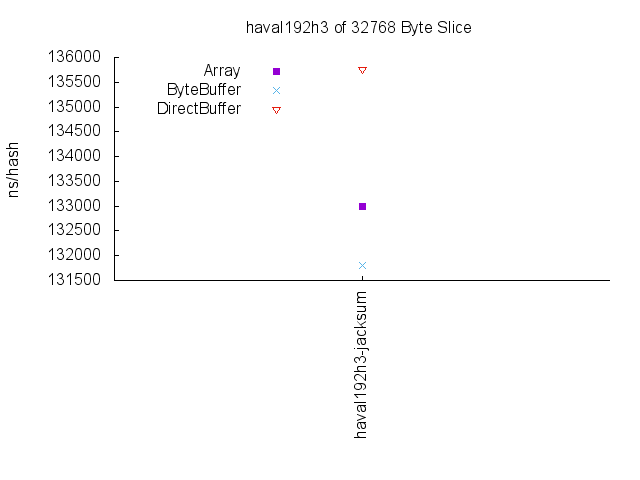 haval192h3 of 32768 Byte Slice
136000
135500
135000
134500
134000
133500
133000
132500
132000
131500
ns/hash
Array
ByteBuffer
DirectBuffer
haval192h3-jacksum